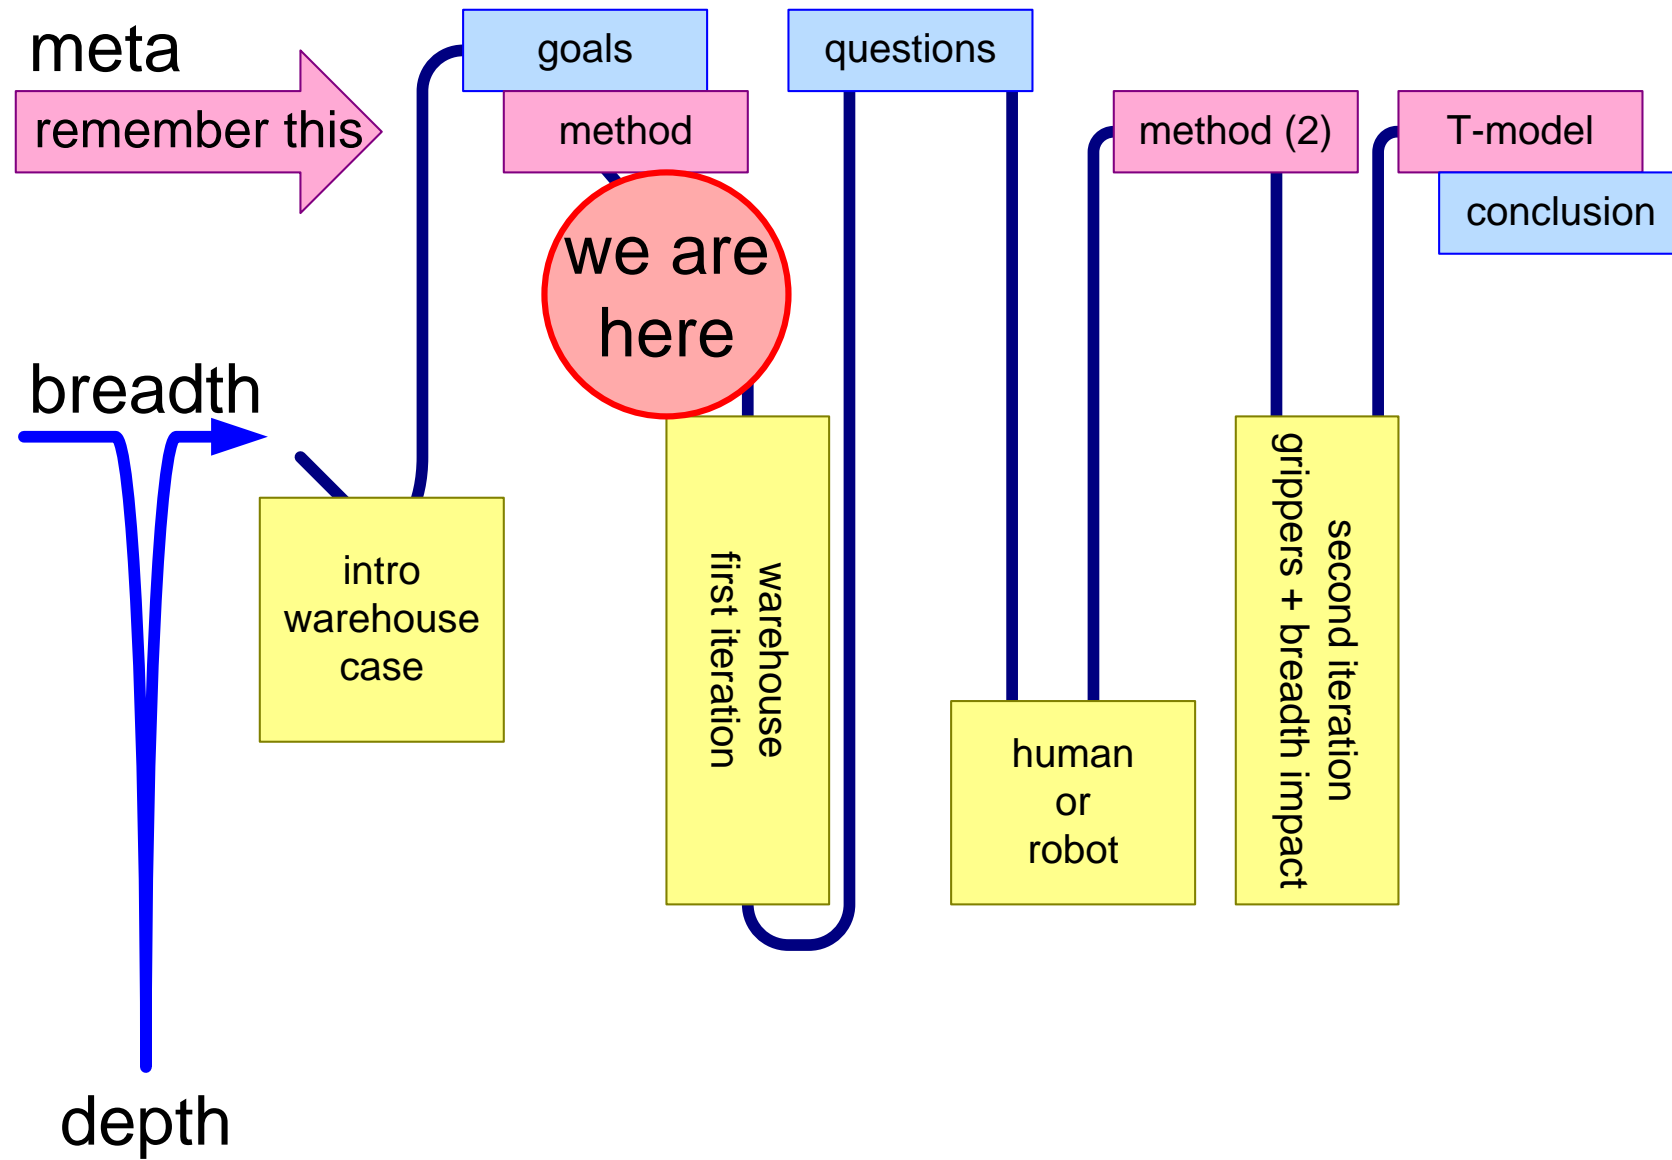 meta
remember this
goals
method
questions
method (2)
T-model
conclusion
we are
here
breadth
depth
intro
warehouse
case
warehouse
first iteration
human
or
robot
second iteration
grippers + breadth impact